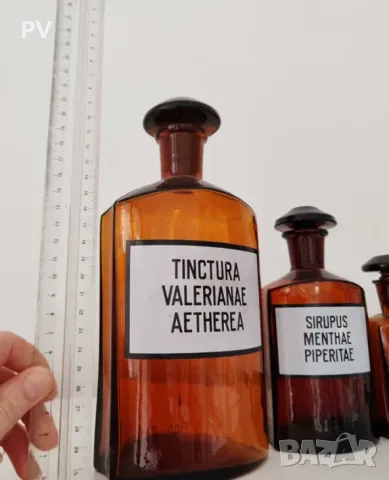 PV
TINCTURA
VALERIANAE
AETHEREA
SIRUPUS
MENTHAE
PIPERITAE
BAZAR